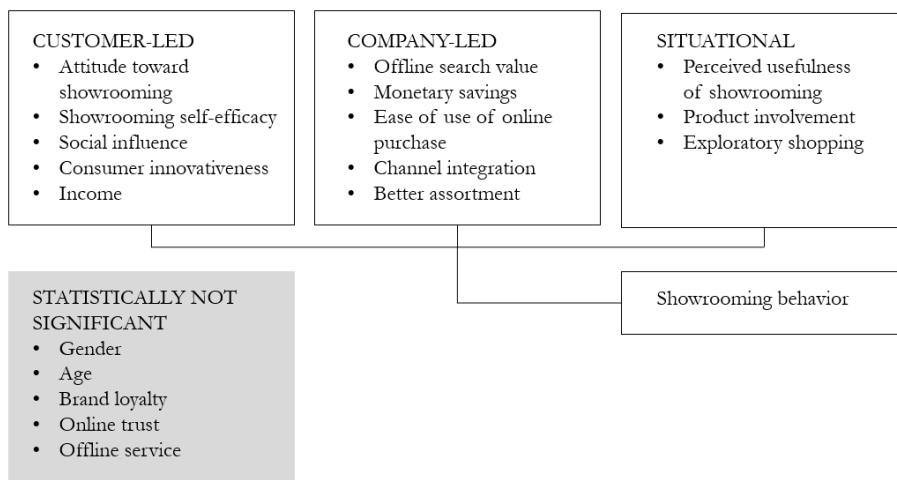 CUSTOMER-LED
• Attitude toward
showrooming
• Showrooming self-efficacy
• Social influence
• Consumer innovativeness
• Income
COMPANY-LED
• Offline search value
• Monetary savings
• Ease of use of online
purchase
• Channel integration
• Better assortment
SITUATIONAL
• Perceived usefulness
of showrooming
• Product involvement
• Exploratory shopping
STATISTICALLY NOT
SIGNIFICANT
• Gender
• Age
• Brand loyalty
• Online trust
• Offline service
Showrooming behavior